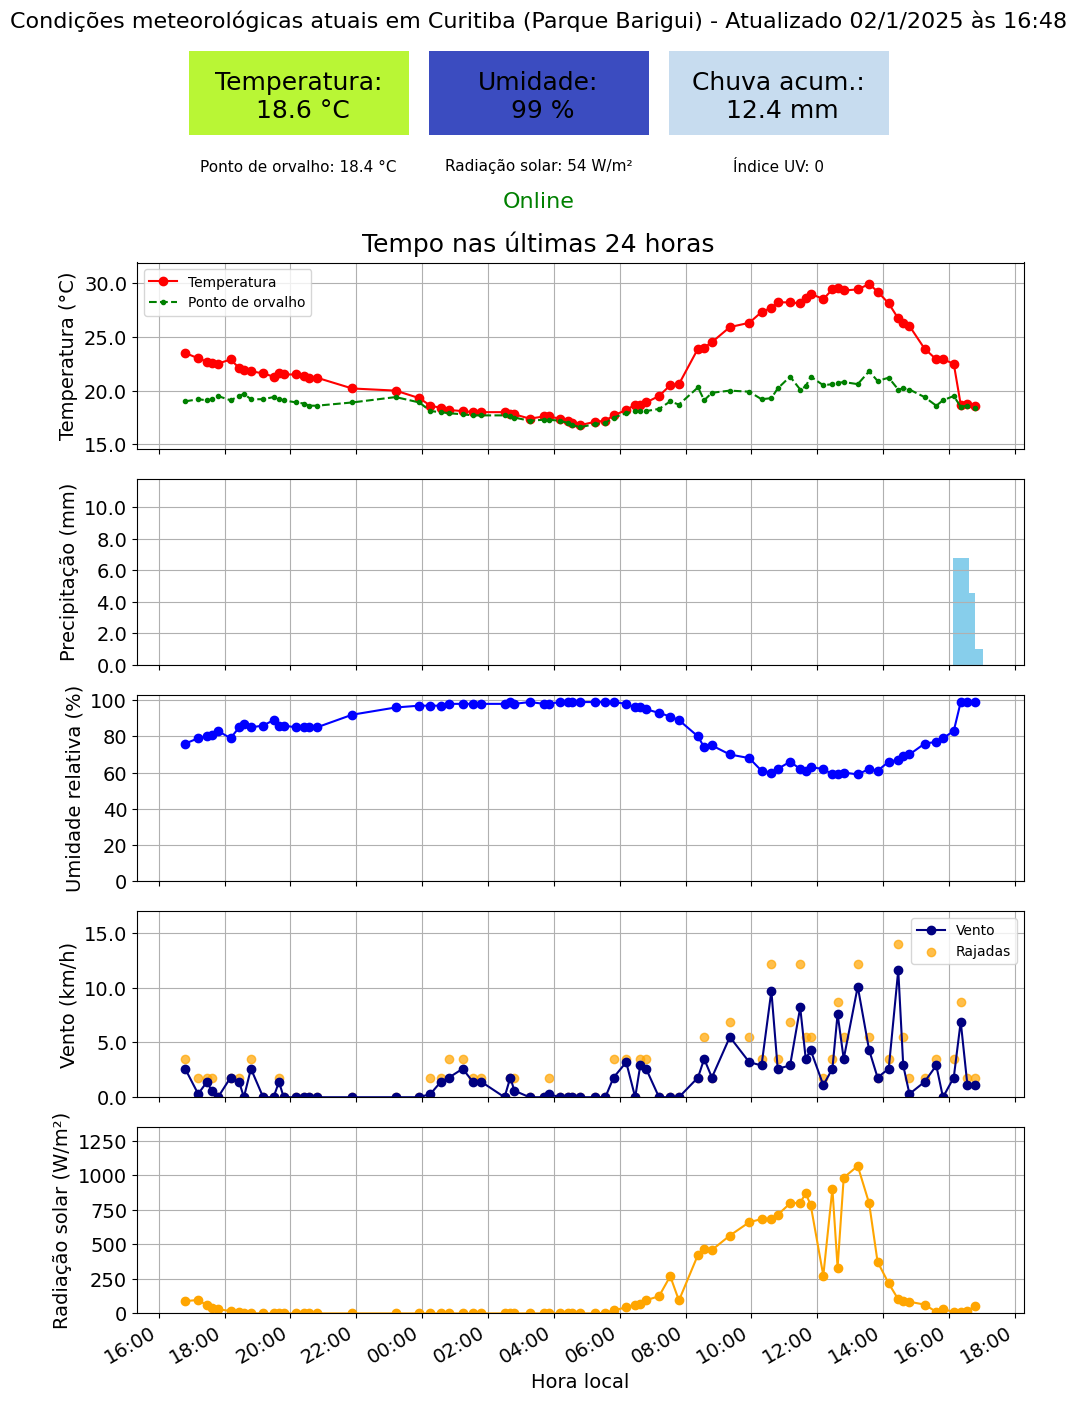 Condições meteorológicas atuais em Curitiba (Parque Barigui) - Atualizado 02/1/2025 às 16:48
Temperatura:
18.6 °C
Umidade:
99 %
Chuva acum.:
12.4 mm
Ponto de orvalho: 18.4 °C
Radiação solar: 54 W/m²
Índice UV: 0
Online
Tempo nas últimas 24 horas
Temperatura (°C)
30.0
25.0
20.0
15.0
Temperatura
Ponto de orvalho
Precipitação (mm)
10.0
8.0
6.0
4.0
2.0
0.0
Umidade relativa (%)
100
80
60
40
20
0
Vento (km/h)
15.0
10.0
5.0
0.0
Vento
Rajadas
Radiação solar (W/m²)
1250
1000
750
500
250
0
16:00
18:00
20:00
22:00
00:00
02:00
04:00
06:00
08:00
10:00
12:00
14:00
16:00
18:00
Hora local